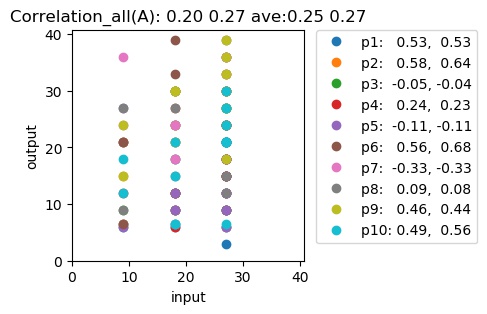 Correlation_all(A): 0.20 0.27 ave:0.25 0.27
40
30
20
10
0
output
0 10 20 30 40
input
p1: 0.53, 0.53
p2: 0.58, 0.64
p3: -0.05, -0.04
p4: 0.24, 0.23
p5: -0.11, -0.11
p6: 0.56, 0.68
p7: -0.33, -0.33
p8: 0.09, 0.08
p9: 0.46, 0.44
p10: 0.49, 0.56